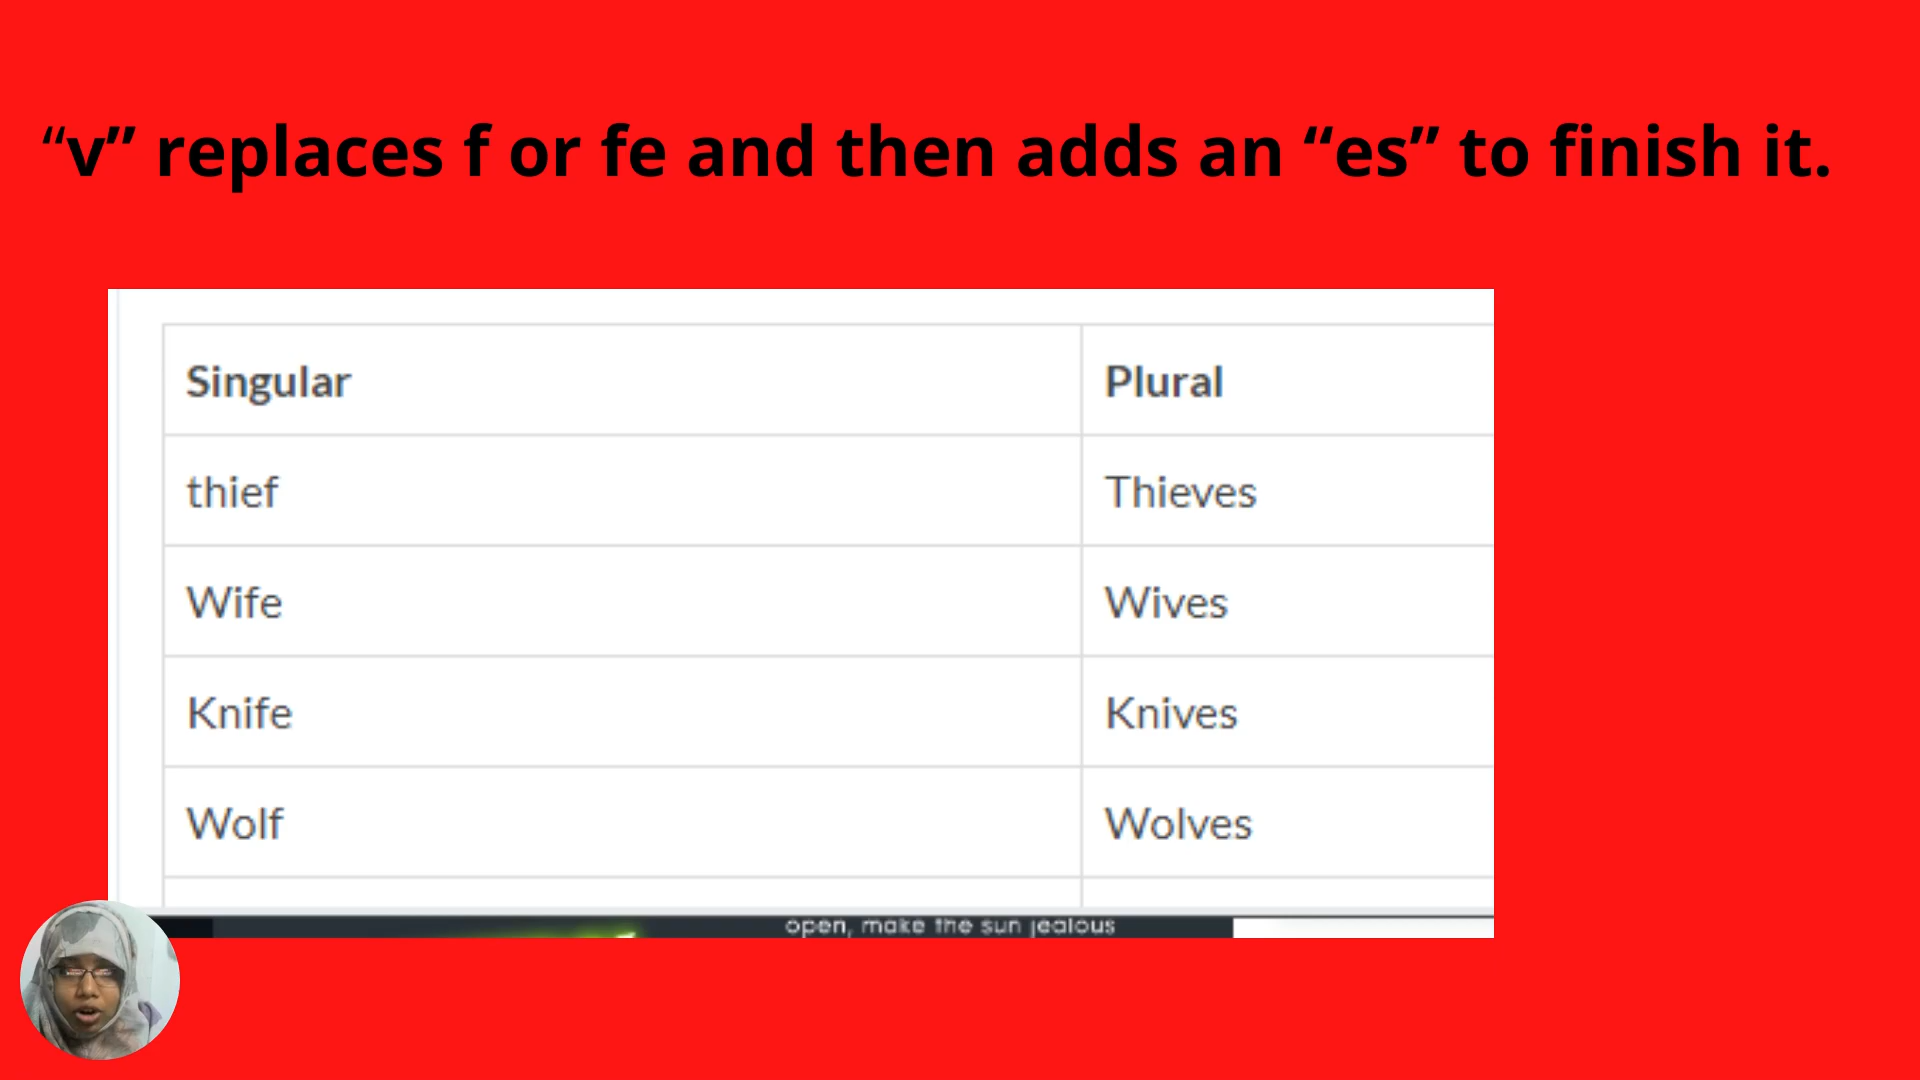 “v” replaces f or fe and then adds an “es” to finish it.
Singular Plural
thief Thieves
Wife Wives
Knife Knives
Wolf Wolves
open, make the sun jealous